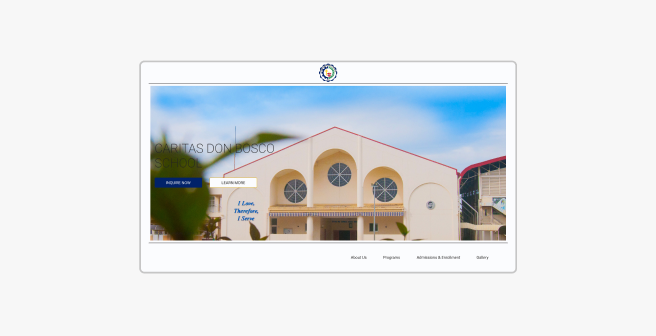 CARITAS DON BOSCO
SCHOOL
INQUIRE NOW
LEARN MORE
I Love,
Therefore,
I Serve
About Us
Programs
Admissions & Enrollment
Gallery